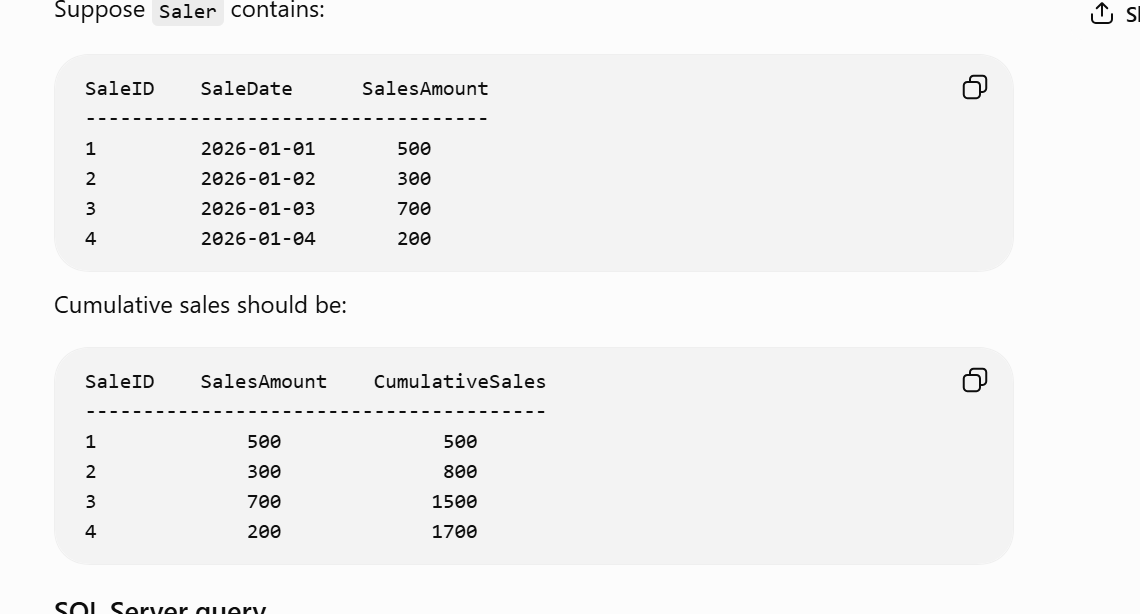 Suppose Saler contains:
SaleID    SaleDate      SalesAmount
-----------------------------------
1         2026-01-01       500
2         2026-01-02       300
3         2026-01-03       700
4         2026-01-04       200
Cumulative sales should be:
SaleID    SalesAmount    CumulativeSales
----------------------------------------
1             500              500
2             300              800
3             700             1500
4             200             1700
SQL Server query